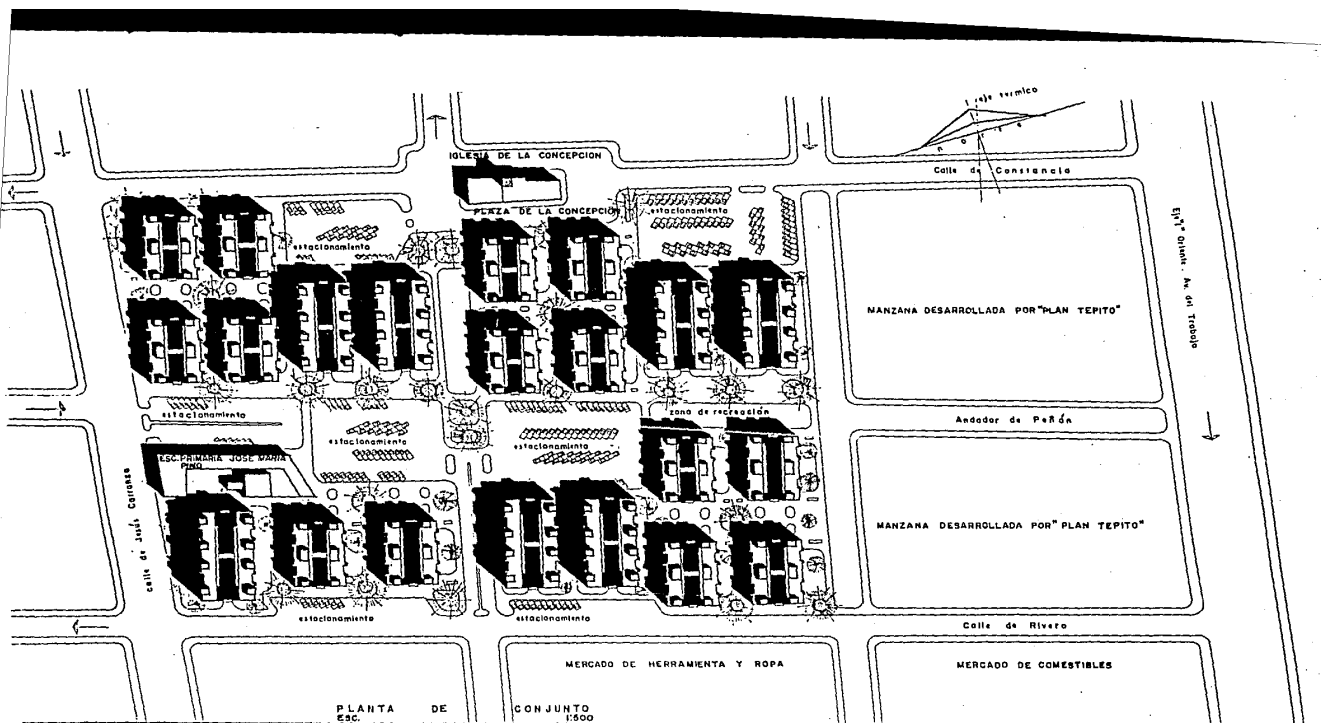 eje termico
N O R T E
IGLESIA DE LA CONCEPCION
Calle de Constancia
PLAZA DE LA CONCEPCION
estacionamiento
estacionamiento
Eje 1° Oriente. Av. del Trabajo
MANZANA DESARROLLADA POR "PLAN TEPITO"
estacionamiento
zona de recreación
Andador de Peñón
estacionamiento
estacionamiento
ESC. PRIMARIA JOSE MARIA
PINO
calle de Jesús Carranza
MANZANA DESARROLLADA POR "PLAN TEPITO"
estacionamiento
estacionamiento
Calle de Rivero
MERCADO DE HERRAMIENTA Y ROPA
MERCADO DE COMESTIBLES
PLANTA DE CONJUNTO
ESC. 1:500